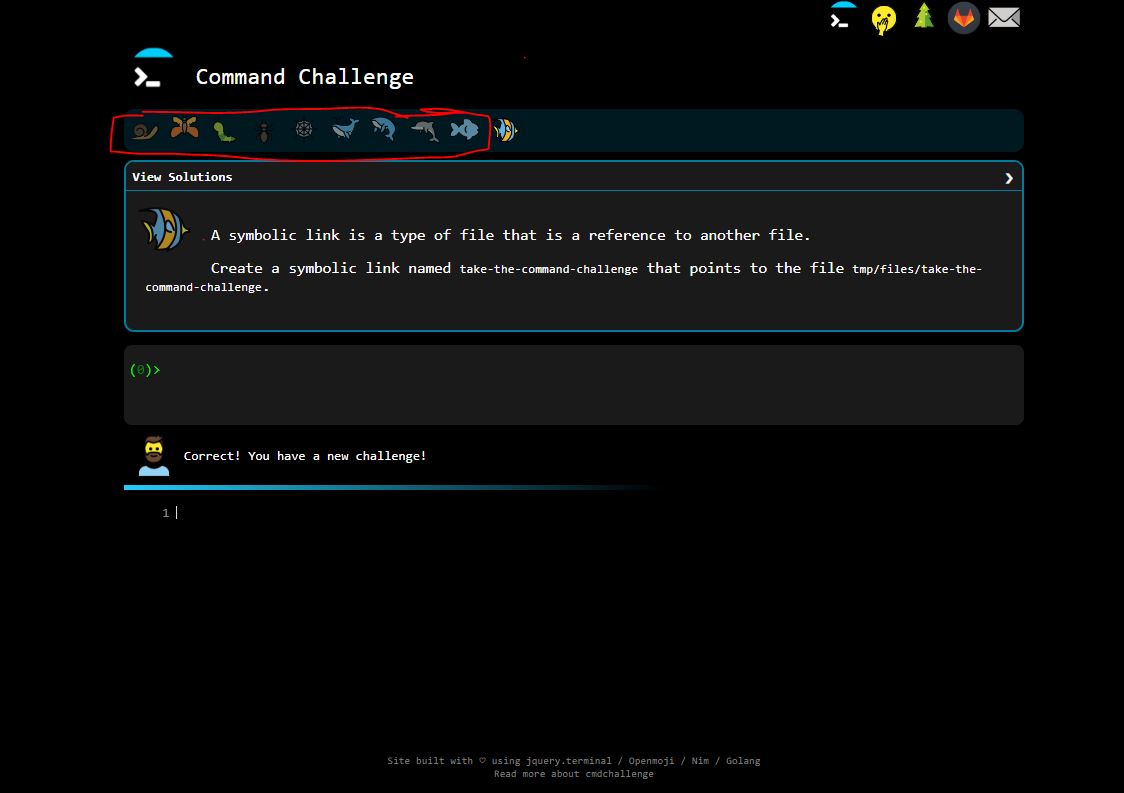 Command Challenge
View Solutions
A symbolic link is a type of file that is a reference to another file.
Create a symbolic link named take-the-command-challenge that points to the file tmp/files/take-the-
command-challenge.
(0)>
Correct! You have a new challenge!
1
Site built with ♡ using jquery.terminal / Openmoji / Nim / Golang
Read more about cmdchallenge